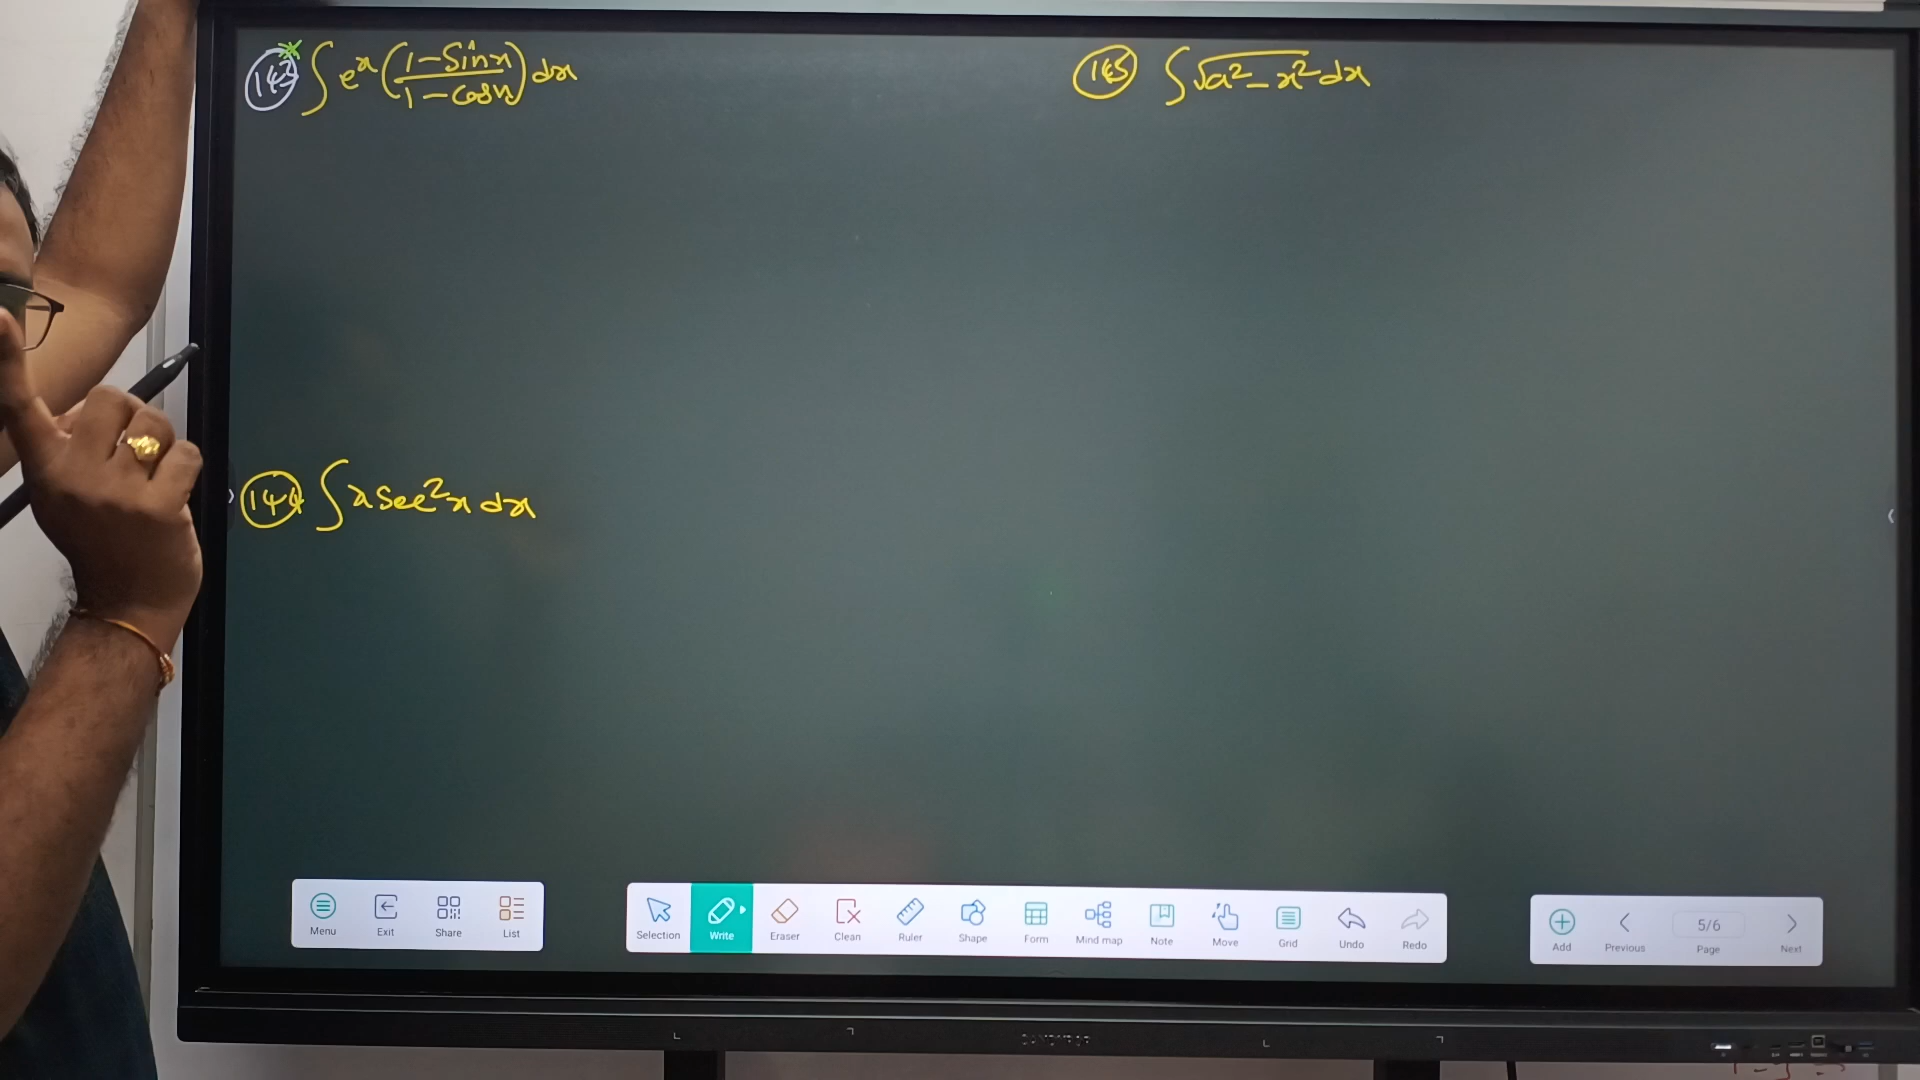 143 ∫ e^x (1-Sinx / 1-Cosx) dx
144 ∫ x Sec²x dx
145 ∫ √a²-x² dx
Menu Exit Share List
Selection Write Eraser Clean Ruler Shape Form Mind map Note Move Grid Undo Redo
Add Previous 5/6 Page Next